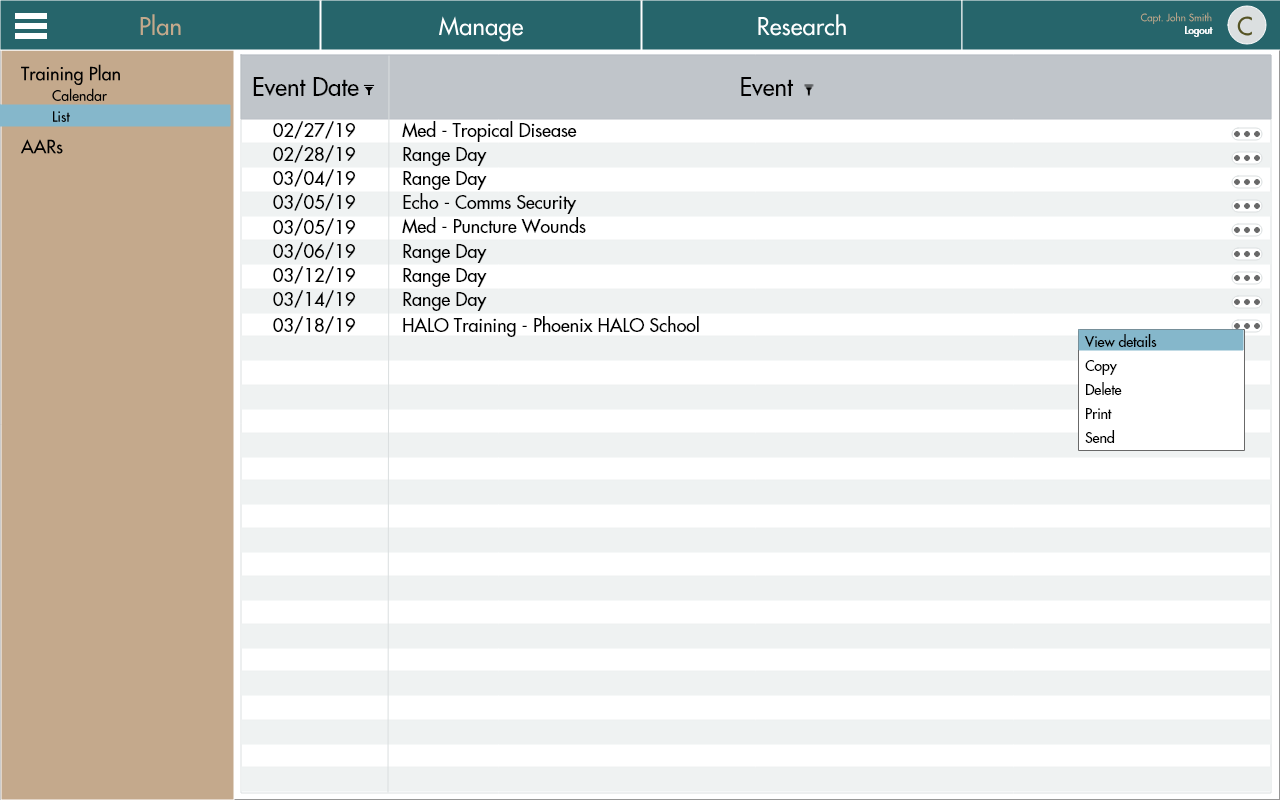 Plan
Manage
Research
Capt. John Smith
Logout
C
Training Plan
Calendar
List
AARs
Event Date
Event
02/27/19 Med - Tropical Disease
02/28/19 Range Day
03/04/19 Range Day
03/05/19 Echo - Comms Security
03/05/19 Med - Puncture Wounds
03/06/19 Range Day
03/12/19 Range Day
03/14/19 Range Day
03/18/19 HALO Training - Phoenix HALO School
View details
Copy
Delete
Print
Send